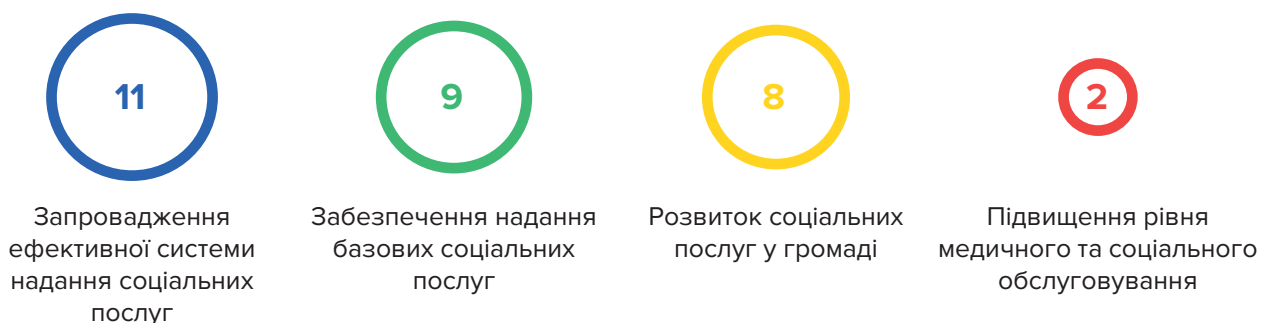 11
Запровадження
ефективної системи
надання соціальних
послуг
9
Забезпечення надання
базових соціальних
послуг
8
Розвиток соціальних
послуг у громаді
2
Підвищення рівня
медичного та соціального
обслуговування